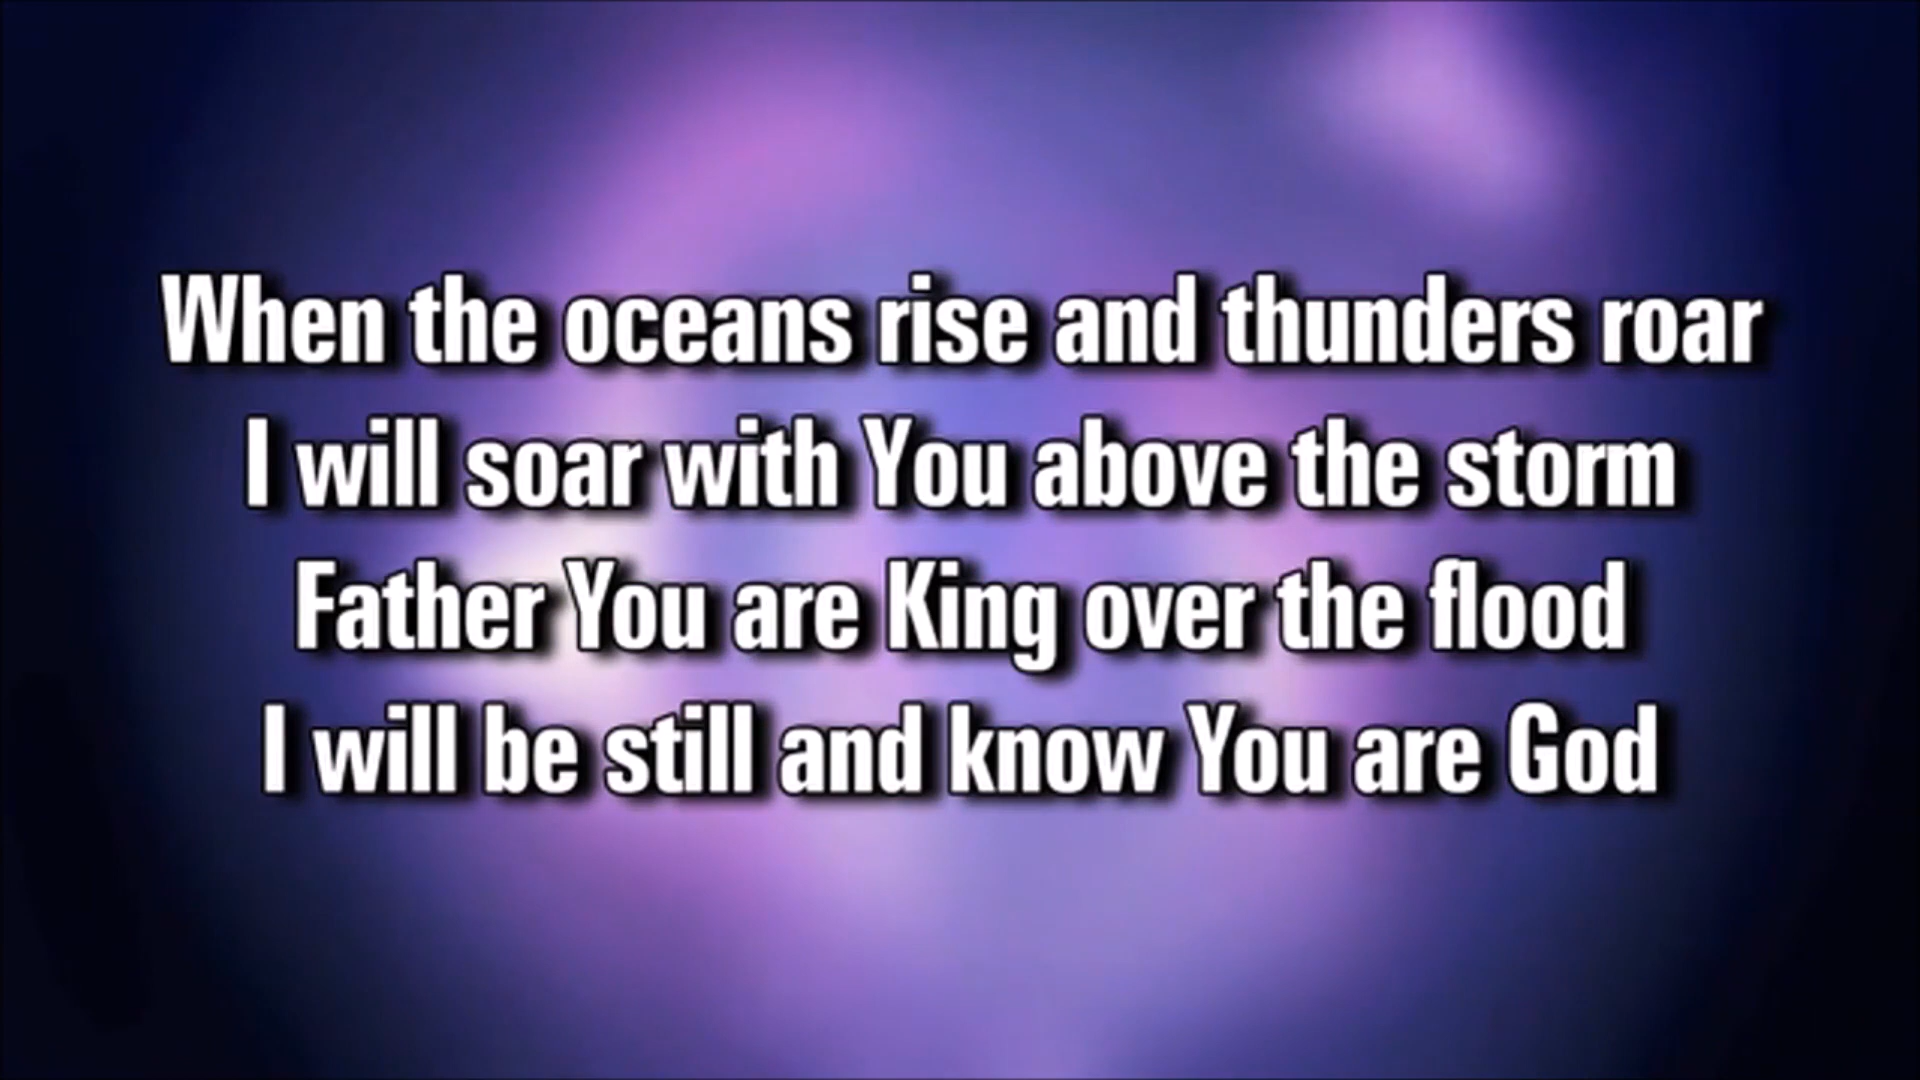 When the oceans rise and thunders roar
I will soar with You above the storm
Father You are King over the flood
I will be still and know You are God